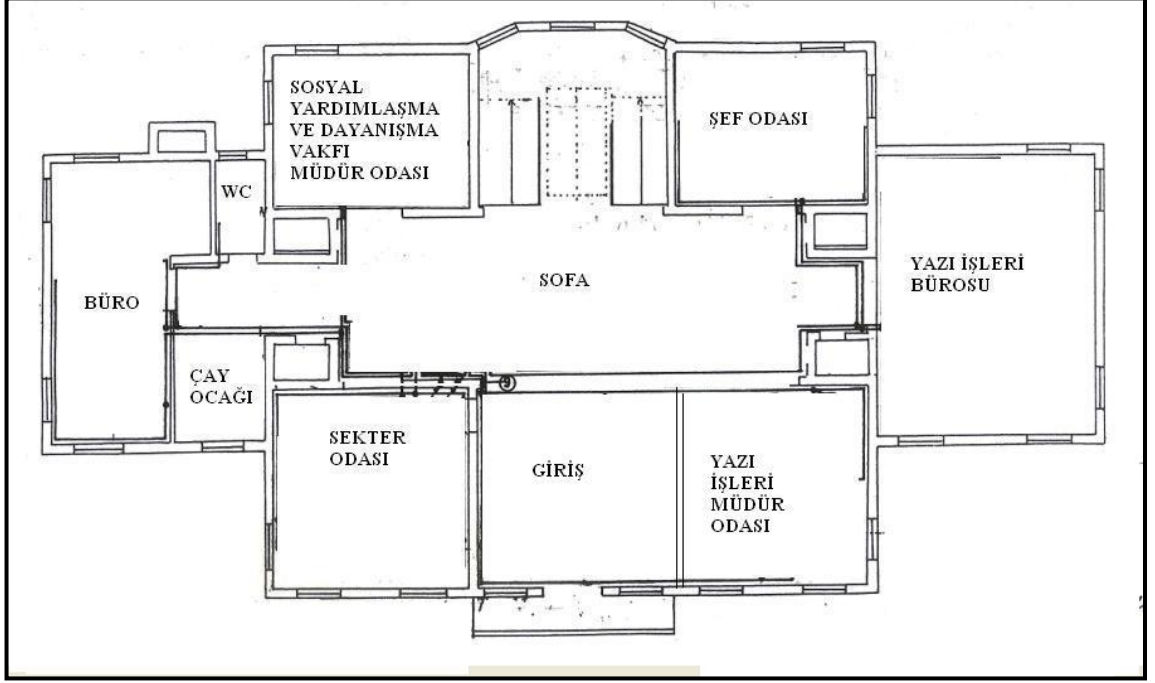 SOSYAL
YARDIMLAŞMA
VE DAYANIŞMA
VAKFI
MÜDÜR ODASI
ŞEF ODASI
WC
BÜRO
SOFA
YAZI İŞLERİ
BÜROSU
ÇAY
OCAĞI
SEKTER
ODASI
GİRİŞ
YAZI
İŞLERİ
MÜDÜR
ODASI